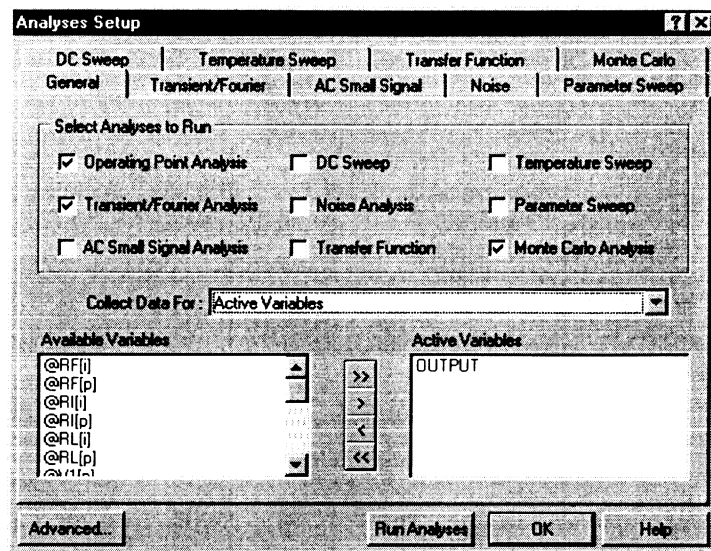 Analyses Setup
DC Sweep Temperature Sweep Transfer Function Monte Carlo
General Transient/Fourier AC Small Signal Noise Parameter Sweep
Select Analyses to Run
Operating Point Analysis DC Sweep Temperature Sweep
Transient/Fourier Analysis Noise Analysis Parameter Sweep
AC Small Signal Analysis Transfer Function Monte Carlo Analysis
Collect Data For : Active Variables
Available Variables Active Variables
@RF[i] OUTPUT
@RF[p]
@RI[i]
@RI[p]
@RL[i]
@RL[p]
>>
>
<
<<
Advanced... Run Analyses OK Help